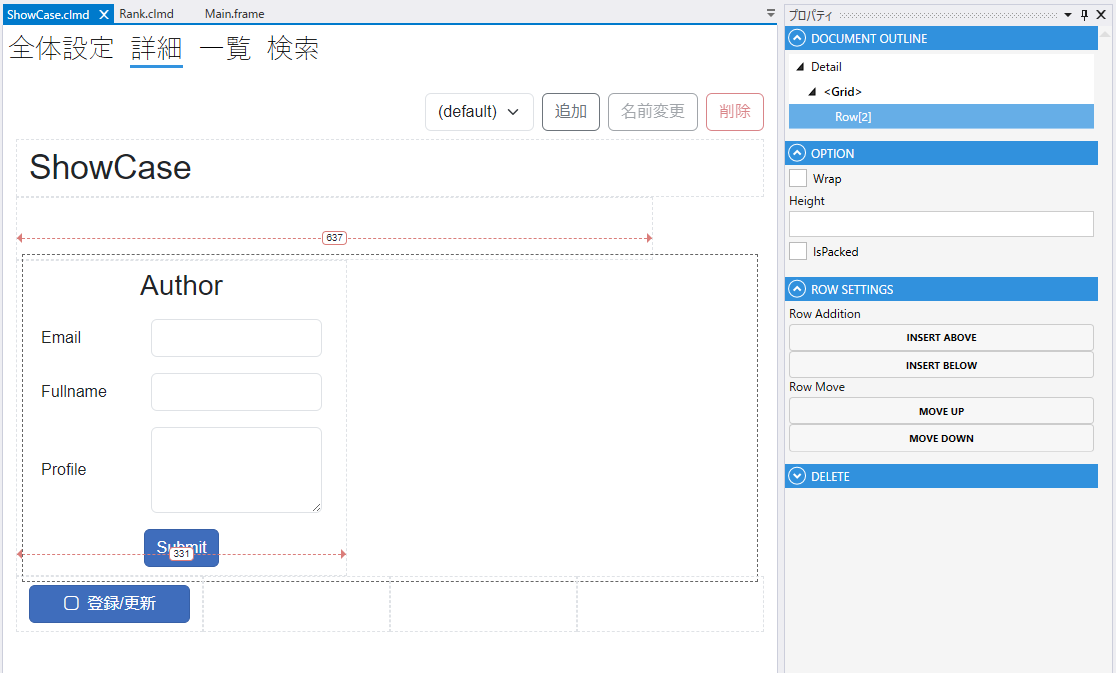 ShowCase.clmd
Rank.clmd
Main.frame
全体設定 詳細 一覧 検索
(default)
追加
名前変更
削除
ShowCase
637
Author
Email
Fullname
Profile
Submit
331
登録/更新
プロパティ
DOCUMENT OUTLINE
Detail
<Grid>
Row[2]
OPTION
Wrap
Height
IsPacked
ROW SETTINGS
Row Addition
INSERT ABOVE
INSERT BELOW
Row Move
MOVE UP
MOVE DOWN
DELETE